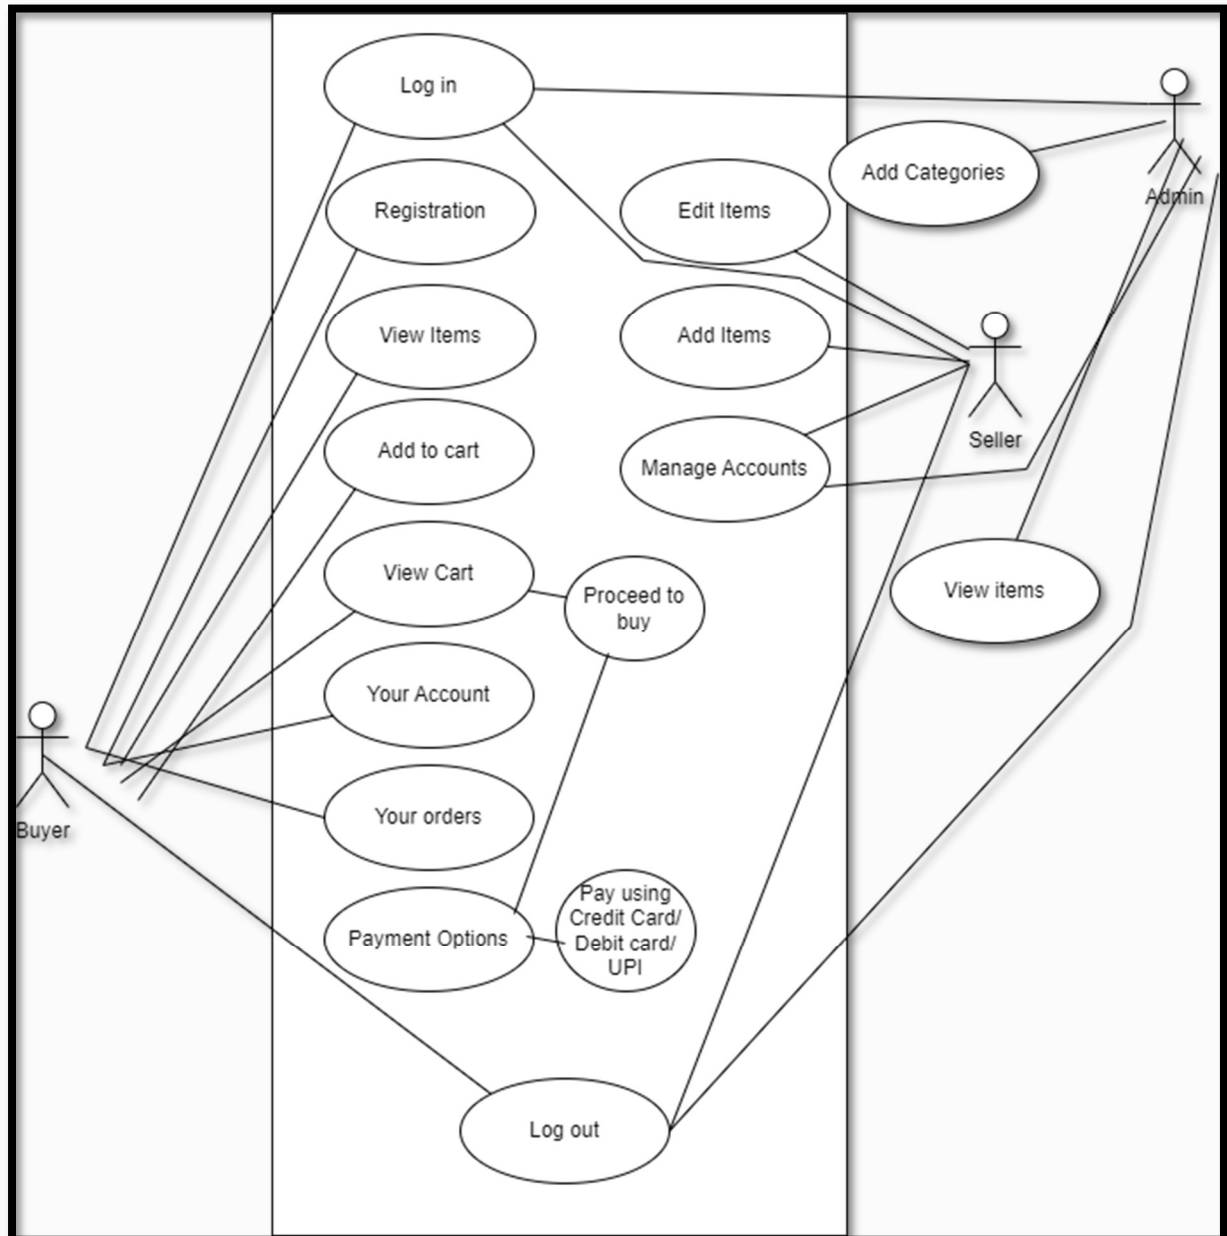 Log in
Add Categories
Admin
Registration
Edit Items
View Items
Add Items
Seller
Add to cart
Manage Accounts
View Cart
Proceed to
buy
View items
Your Account
Your orders
Buyer
Payment Options
Pay using
Credit Card/
Debit card/
UPI
Log out